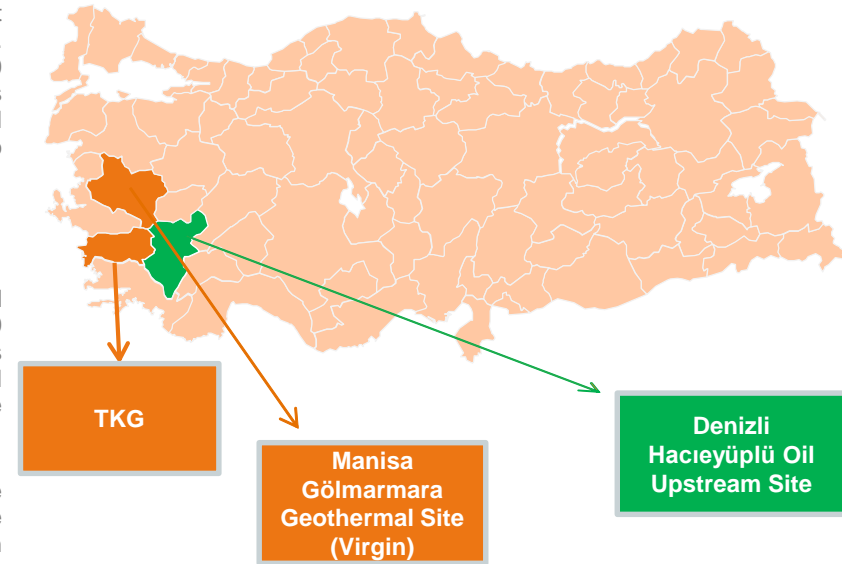 TKG
Manisa
Gölmarmara
Geothermal Site
(Virgin)
Denizli
Hacıeyüplü Oil
Upstream Site